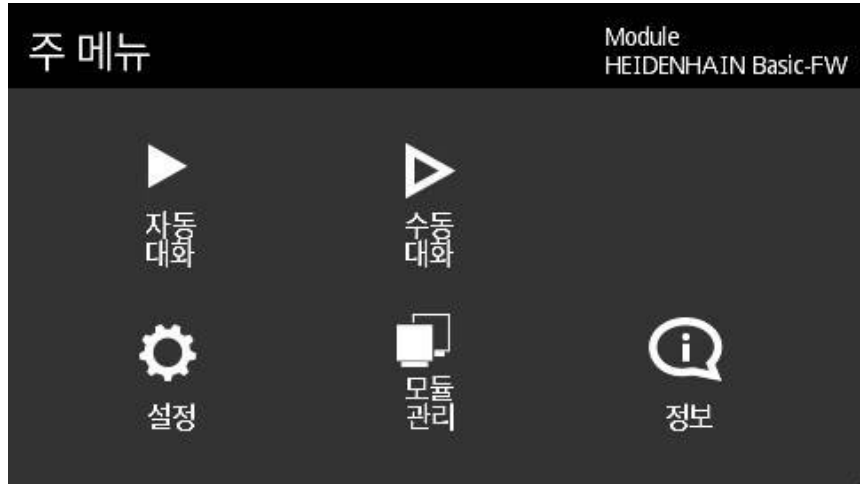 주 메뉴
Module
HEIDENHAIN Basic-FW
자동
대화
수동
대화
설정
모듈
관리
정보